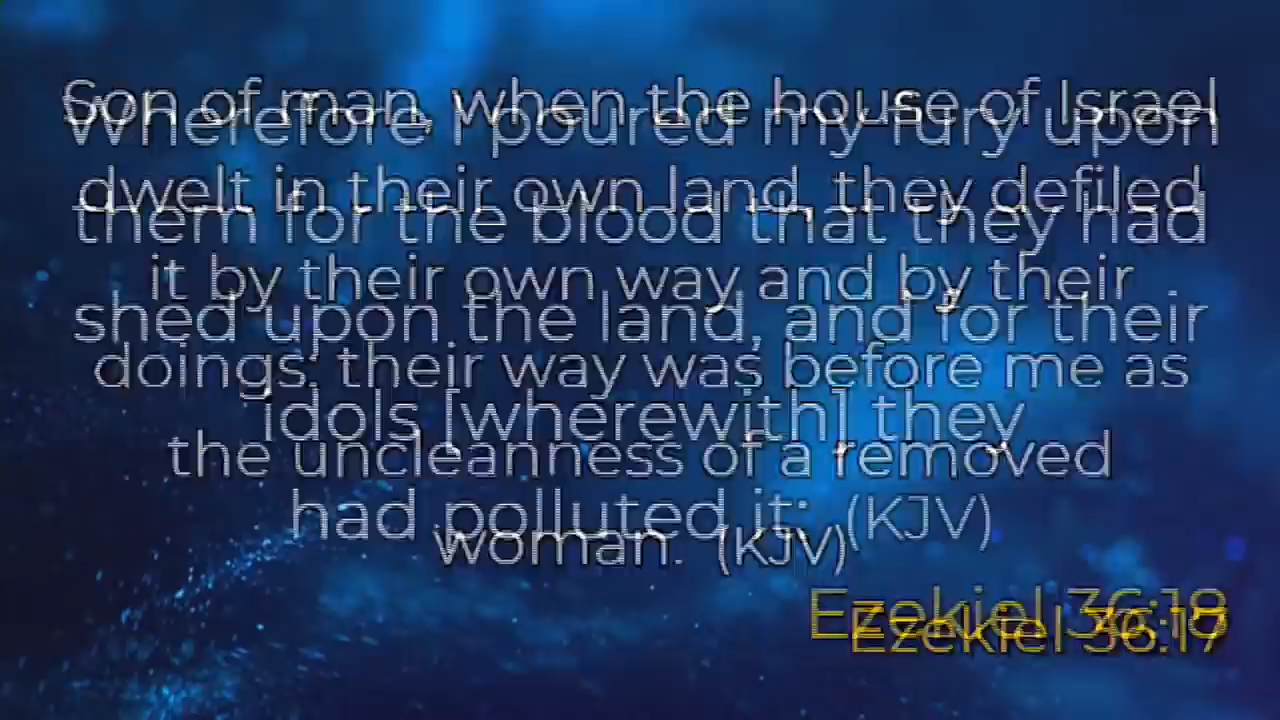 Son of man, when the house of Israel
dwelt in their own land, they defiled
it by their own way and by their
doings: their way was before me as
the uncleanness of a removed
woman. (KJV)
Ezekiel 36:17
Wherefore I poured my fury upon
them for the blood that they had
shed upon the land, and for their
idols [wherewith] they
had polluted it: (KJV)
Ezekiel 36:18